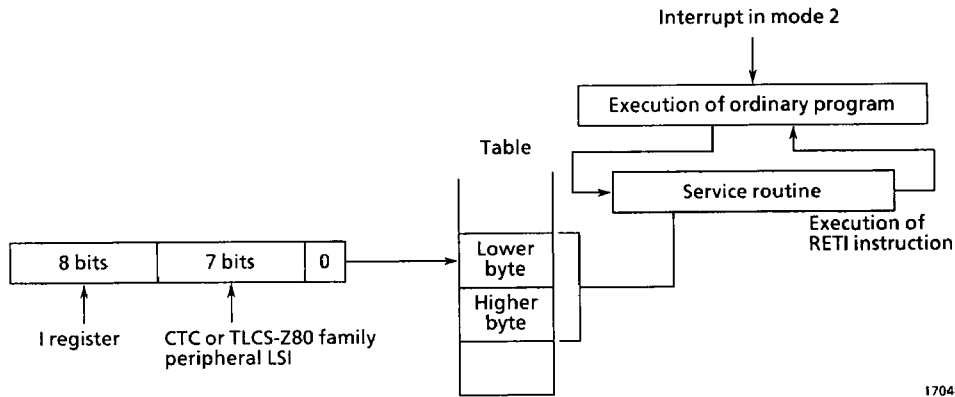 Interrupt in mode 2
Execution of ordinary program
Table
Service routine
Execution of
RETI instruction
Lower
byte
8 bits
7 bits
0
Higher
byte
I register
CTC or TLCS-Z80 family
peripheral LSI
1704